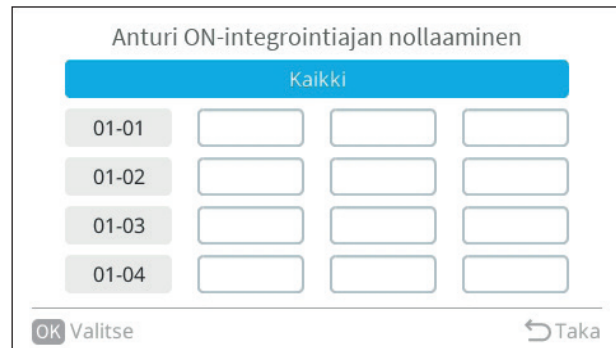 Anturi ON-integrointiajan nollaaminen
Kaikki
01-01
01-02
01-03
01-04
OK Valitse
Taka